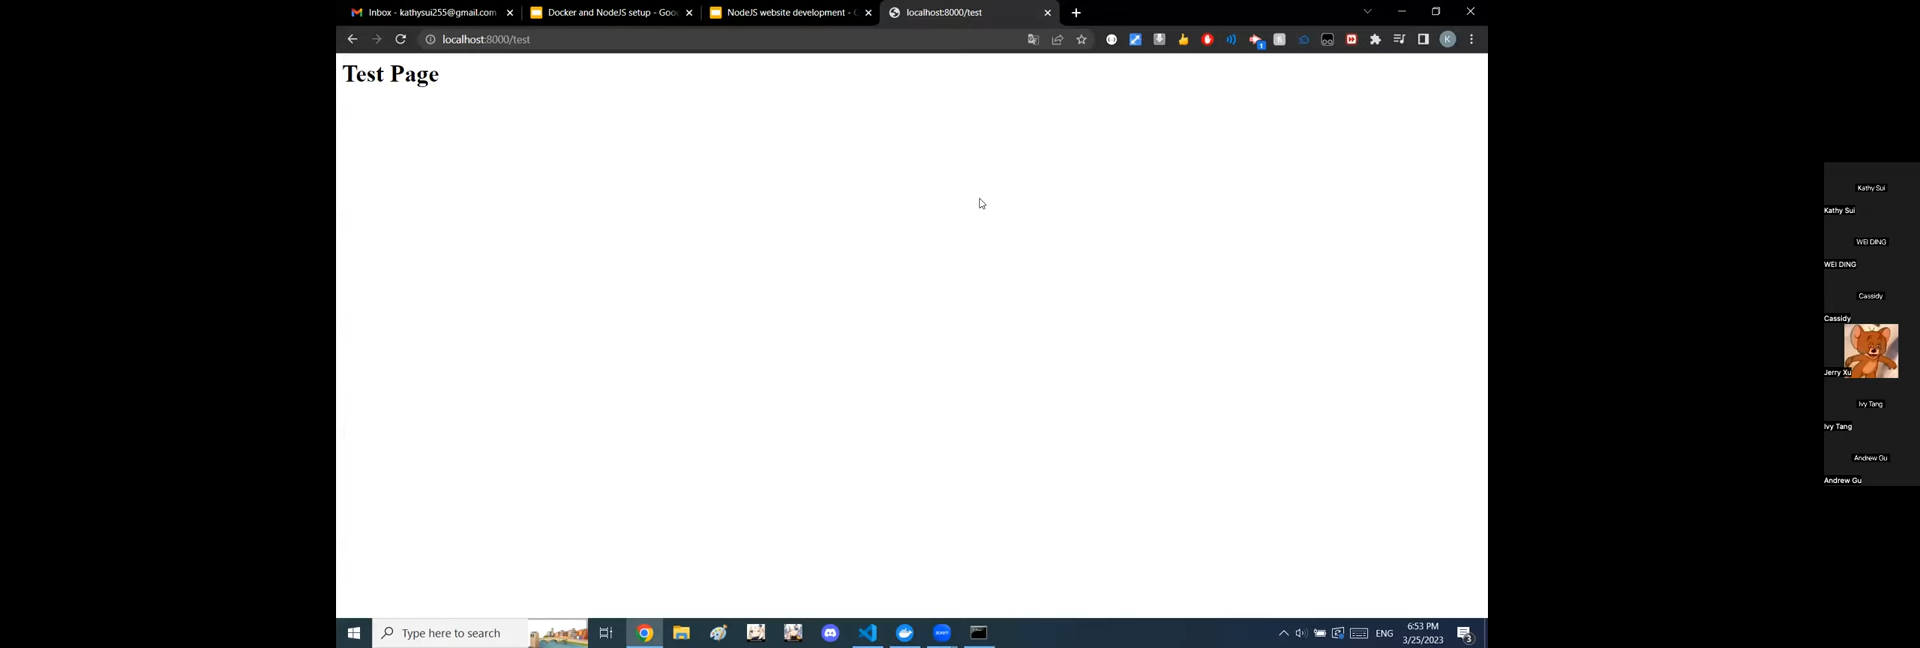 Inbox - kathysui255@gmail.com
Docker and NodeJS setup - Goo
NodeJS website development - G
localhost:8000/test
localhost:8000/test
Test Page
Kathy Sui
Kathy Sui
WEI DING
WEI DING
Cassidy
Cassidy
Jerry Xu
Ivy Tang
Ivy Tang
Andrew Gu
Andrew Gu
Type here to search
ENG
6:53 PM
3/25/2023
3